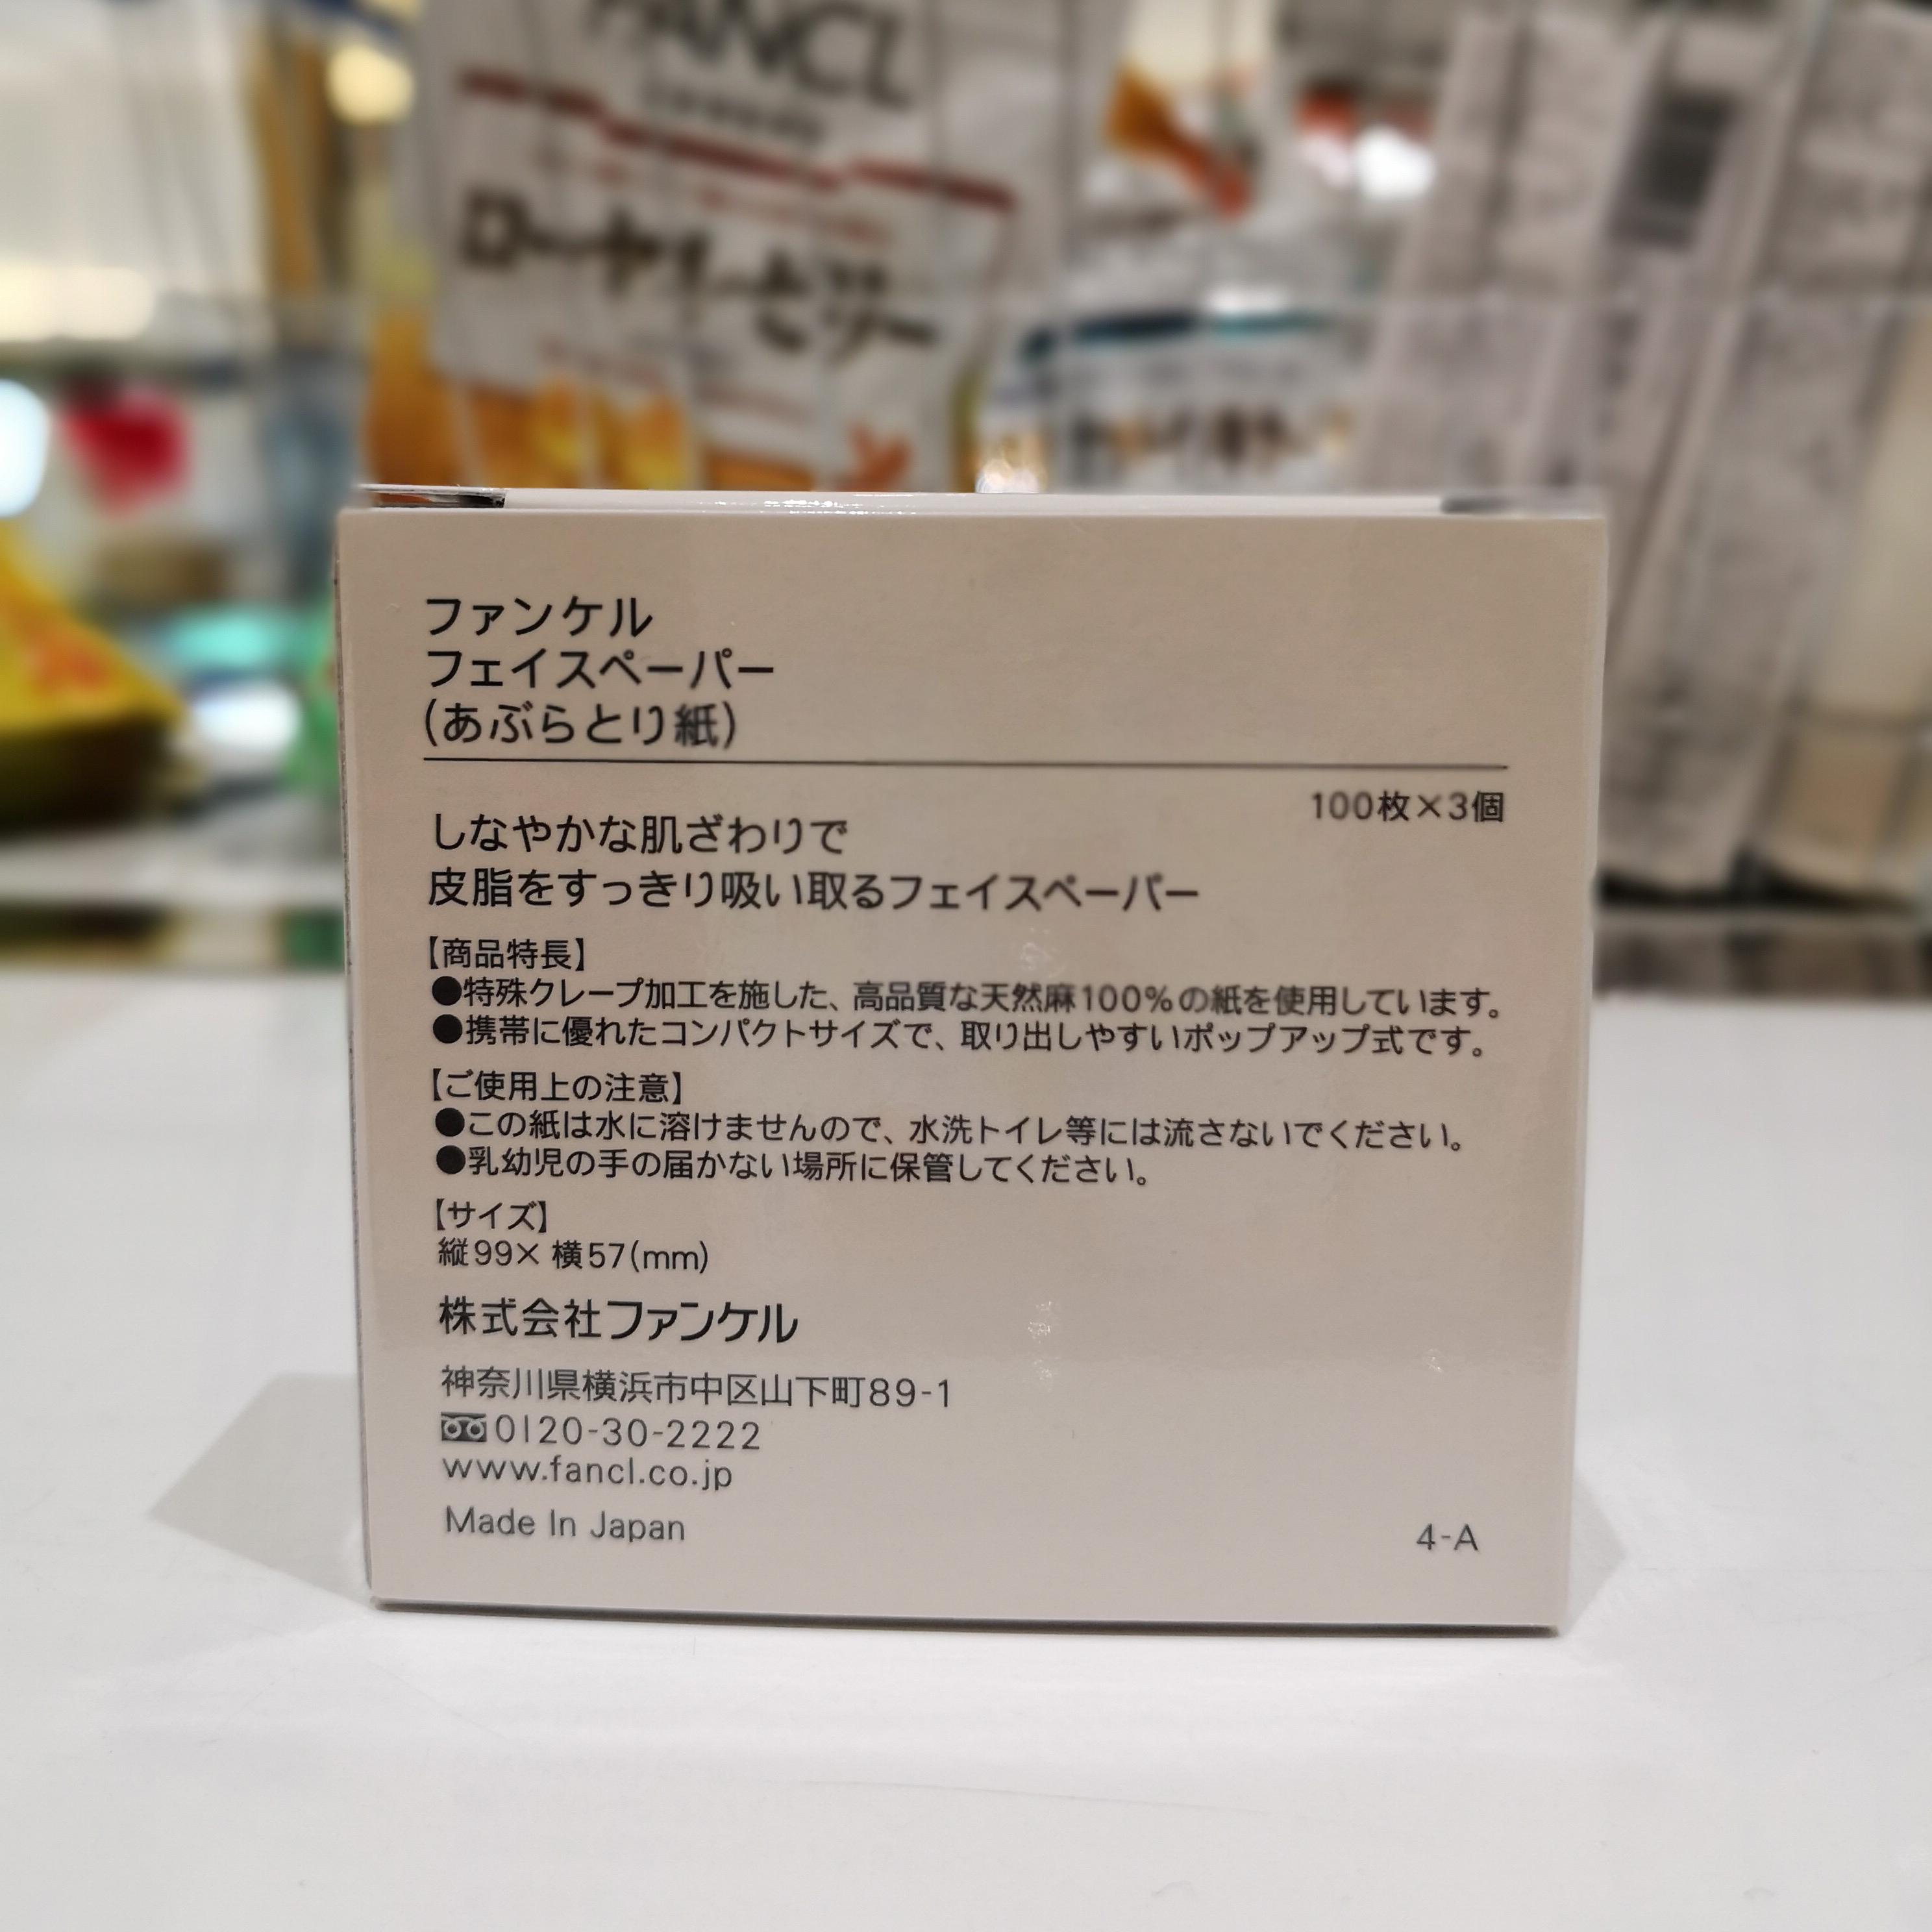 FANCL
ローヤルゼリー
ファンケル
フェイスペーパー
(あぶらとり紙)
100枚×3個
しなやかな肌ざわりで
皮脂をすっきり吸い取るフェイスペーパー
【商品特長】
●特殊クレープ加工を施した、高品質な天然麻100%の紙を使用しています。
●携帯に優れたコンパクトサイズで、取り出しやすいポップアップ式です。
【ご使用上の注意】
●この紙は水に溶けませんので、水洗トイレ等には流さないでください。
●乳幼児の手の届かない場所に保管してください。
【サイズ】
縦99×横57(mm)
株式会社ファンケル
神奈川県横浜市中区山下町89-1
0120-30-2222
www.fancl.co.jp
Made In Japan
4-A